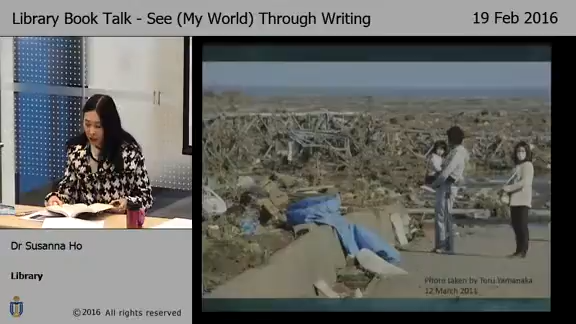 Library Book Talk - See (My World) Through Writing
19 Feb 2016
Photo taken by Toru Yamanaka
12 March 2011
Dr Susanna Ho
Library
©2016 All rights reserved